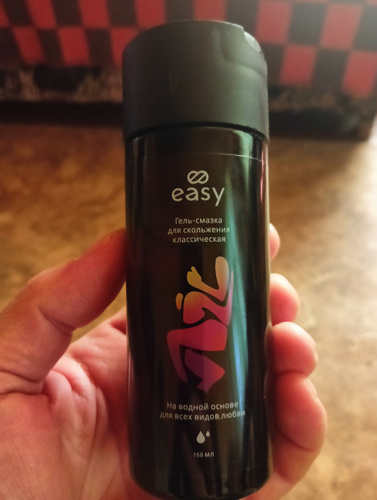 easy
Гель-смазка
для скольжения
классическая
На водной основе
для всех видов любви
150 мл